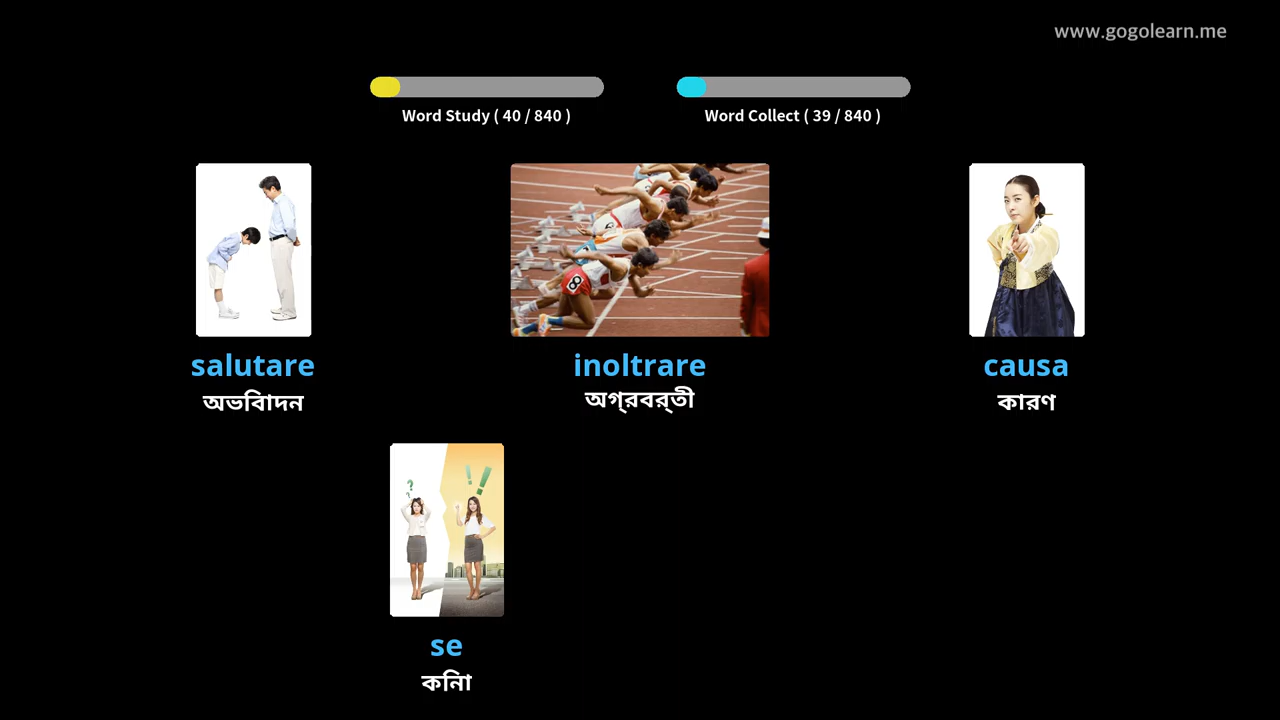 www.gogolearn.me
Word Study ( 40 / 840 )
Word Collect ( 39 / 840 )
salutare
inoltrare
causa
অভিবাদন
অগ্রবর্তী
কারণ
se
কিনা